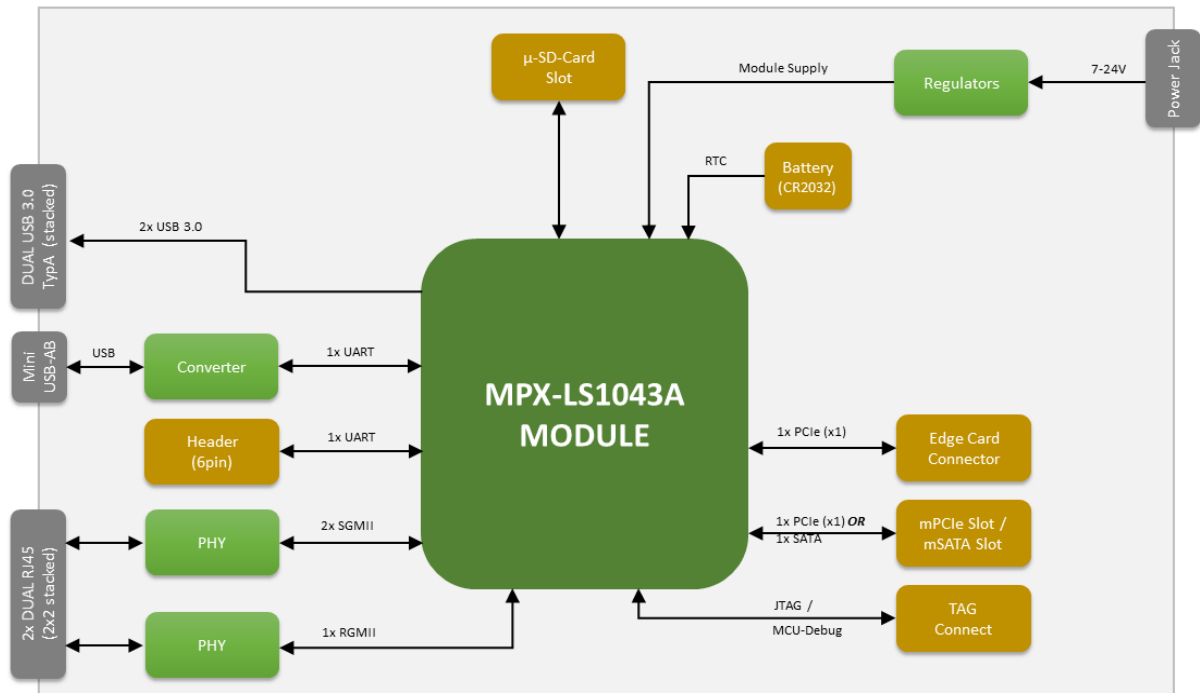 µ-SD-Card
Slot
Module Supply
Regulators
7-24V
Power Jack
RTC
Battery
(CR2032)
DUAL USB 3.0
TypA (stacked)
2x USB 3.0
Mini
USB-AB
USB
Converter
1x UART
MPX-LS1043A
MODULE
Header
(6pin)
1x UART
1x PCIe (x1)
Edge Card
Connector
2x DUAL RJ45
(2x2 stacked)
PHY
2x SGMII
1x PCIe (x1) OR
1x SATA
mPCIe Slot /
mSATA Slot
PHY
1x RGMII
JTAG /
MCU-Debug
TAG
Connect